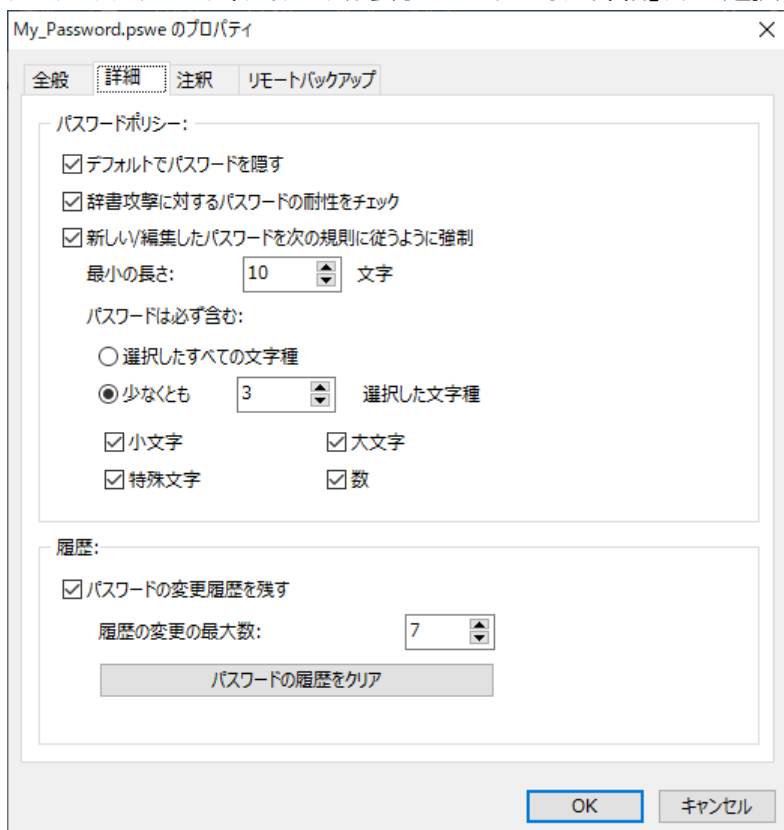 My_Password.pswe のプロパティ
全般 詳細 注釈 リモートバックアップ
パスワードポリシー:
デフォルトでパスワードを隠す
辞書攻撃に対するパスワードの耐性をチェック
新しい/編集したパスワードを次の規則に従うように強制
最小の長さ: 10 文字
パスワードは必ず含む:
選択したすべての文字種
少なくとも 3 選択した文字種
小文字 大文字
特殊文字 数
履歴:
パスワードの変更履歴を残す
履歴の変更の最大数: 7
パスワードの履歴をクリア
OK キャンセル